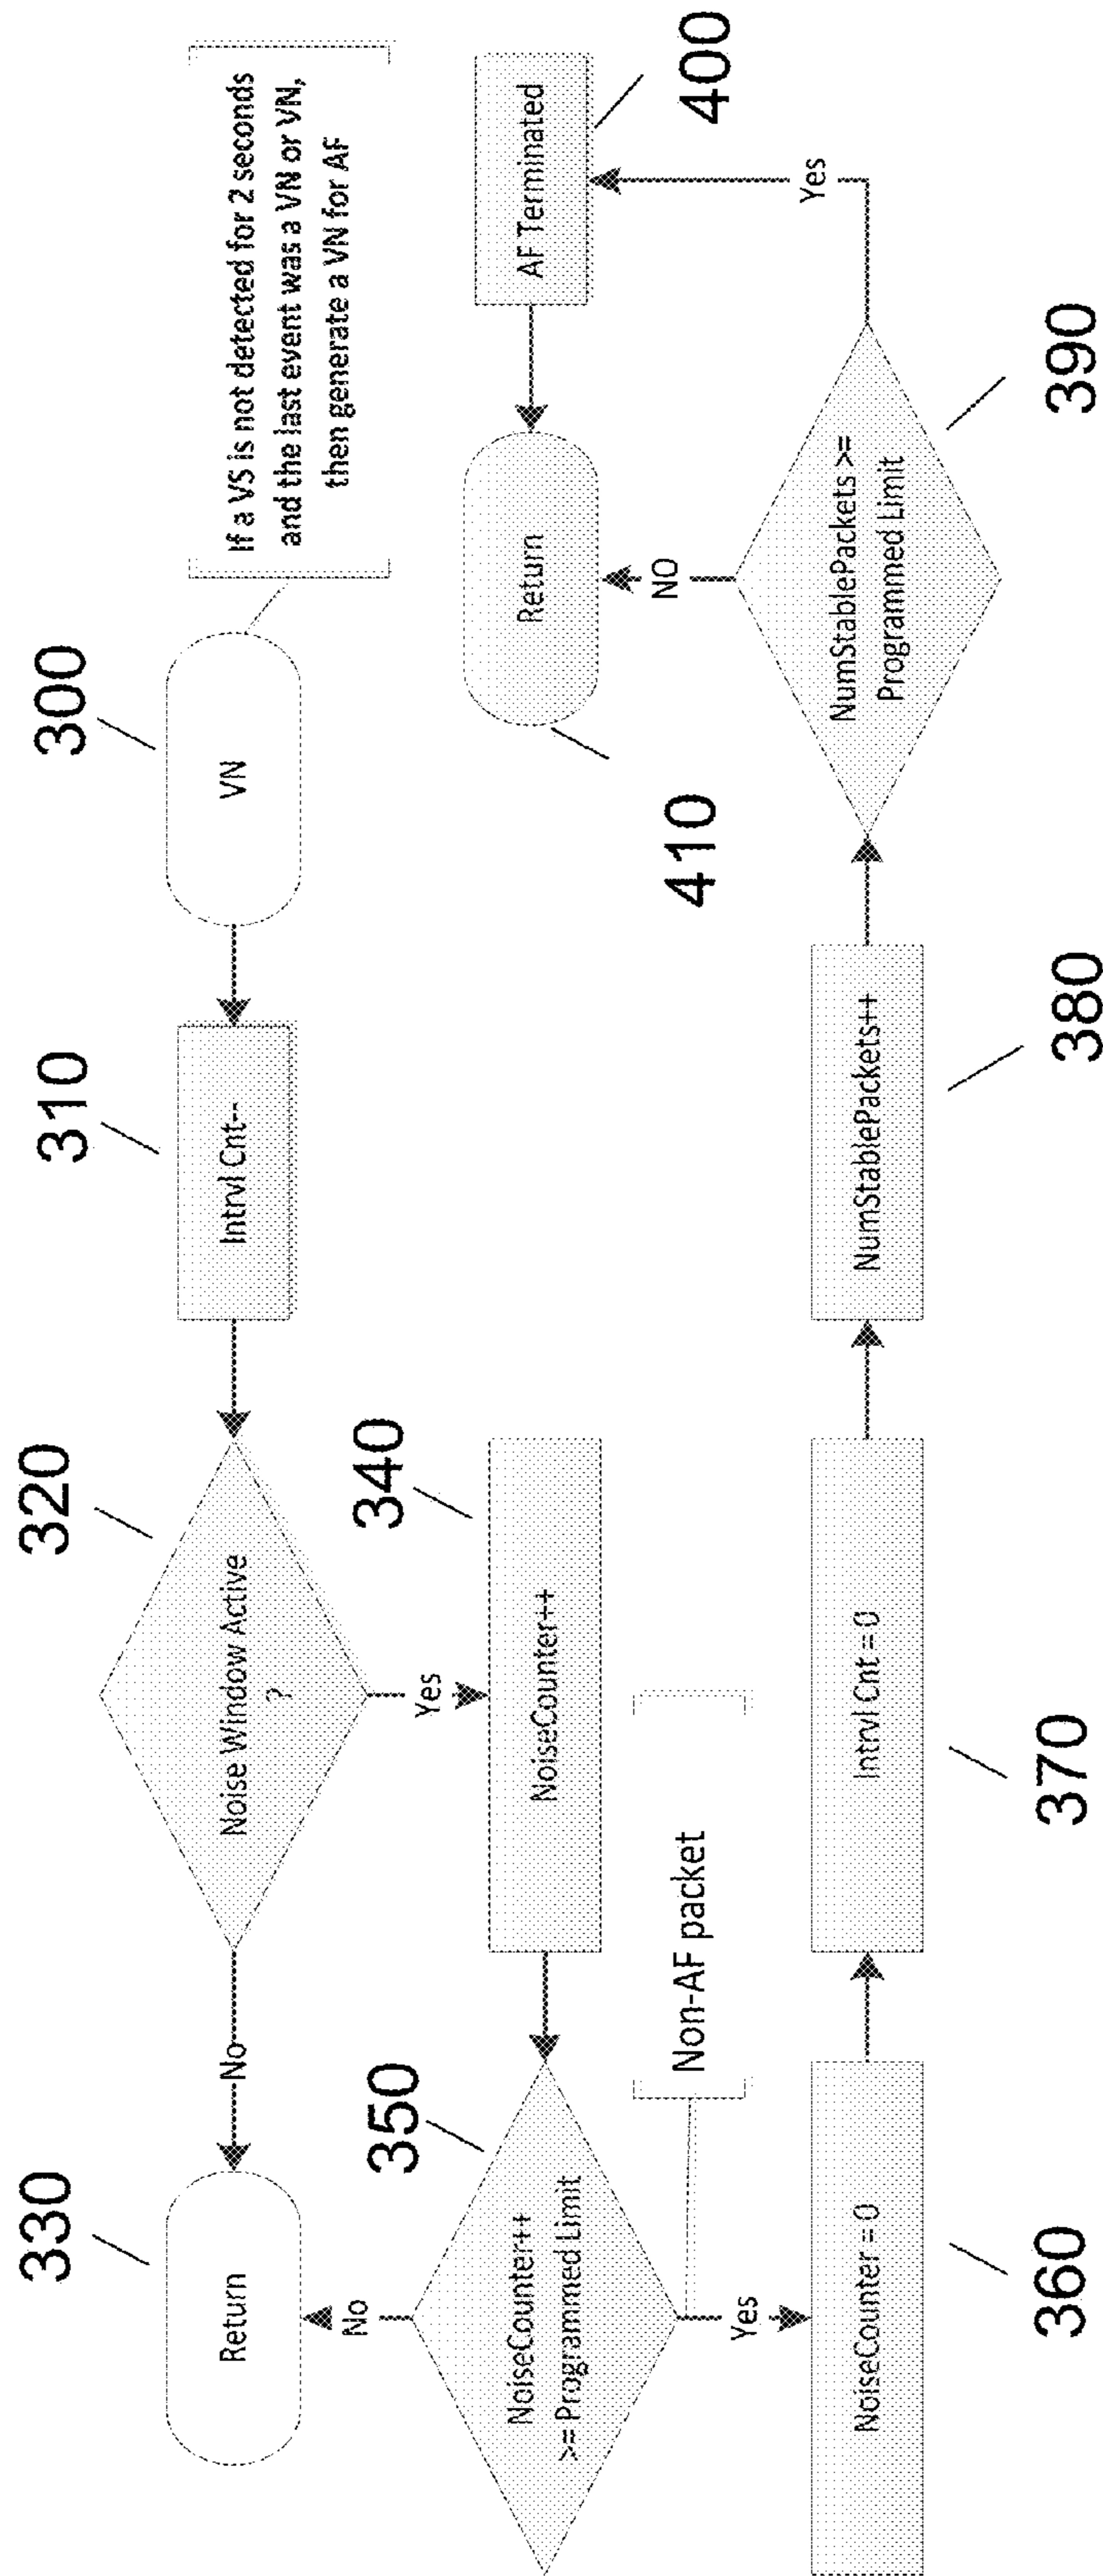 300
VN
If a VS is not detected for 2 seconds
and the last event was a VN or VN,
then generate a VN for AF
310
Intrvl Cnt--
320
Noise Window Active
?
No
330
Return
Yes
340
NoiseCounter++
350
NoiseCounter++
>= Programmed Limit
No
Non-AF packet
Yes
360
NoiseCounter = 0
370
Intrvl Cnt = 0
380
NumStablePackets++
390
NumStablePackets >=
Programmed Limit
NO
Yes
400
AF Terminated
410
Return